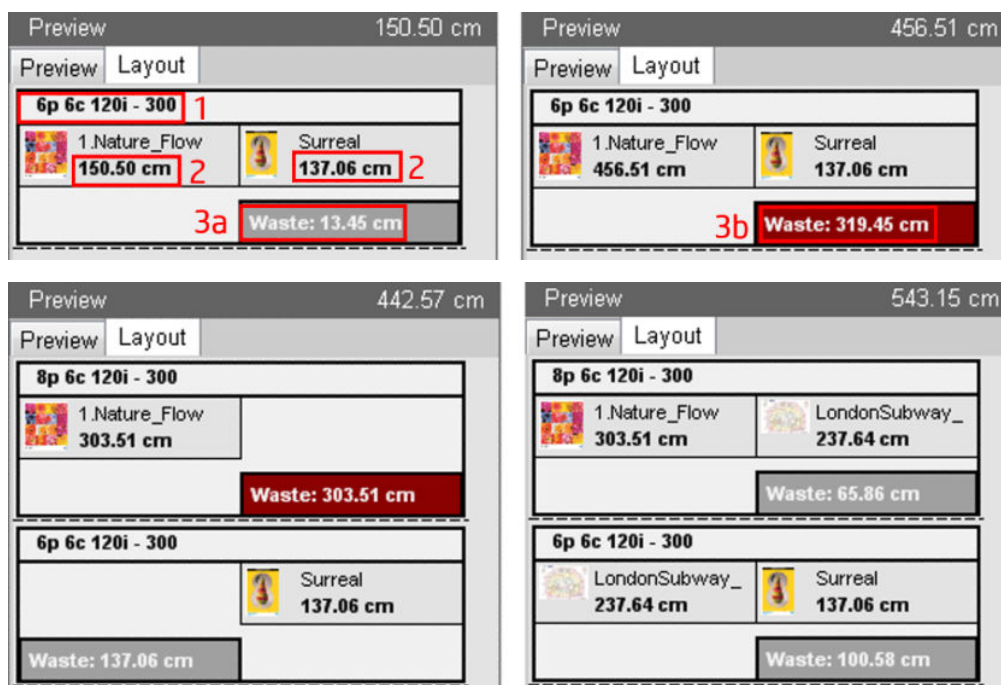 Preview 150.50 cm
Preview Layout
6p 6c 120i - 300 1
1.Nature_Flow Surreal
150.50 cm 2 137.06 cm 2
3a Waste: 13.45 cm
Preview 456.51 cm
Preview Layout
6p 6c 120i - 300
1.Nature_Flow Surreal
456.51 cm 137.06 cm
3b Waste: 319.45 cm
Preview 442.57 cm
Preview Layout
8p 6c 120i - 300
1.Nature_Flow
303.51 cm
Waste: 303.51 cm
6p 6c 120i - 300
Surreal
137.06 cm
Waste: 137.06 cm
Preview 543.15 cm
Preview Layout
8p 6c 120i - 300
1.Nature_Flow LondonSubway_
303.51 cm 237.64 cm
Waste: 65.86 cm
6p 6c 120i - 300
LondonSubway_ Surreal
237.64 cm 137.06 cm
Waste: 100.58 cm